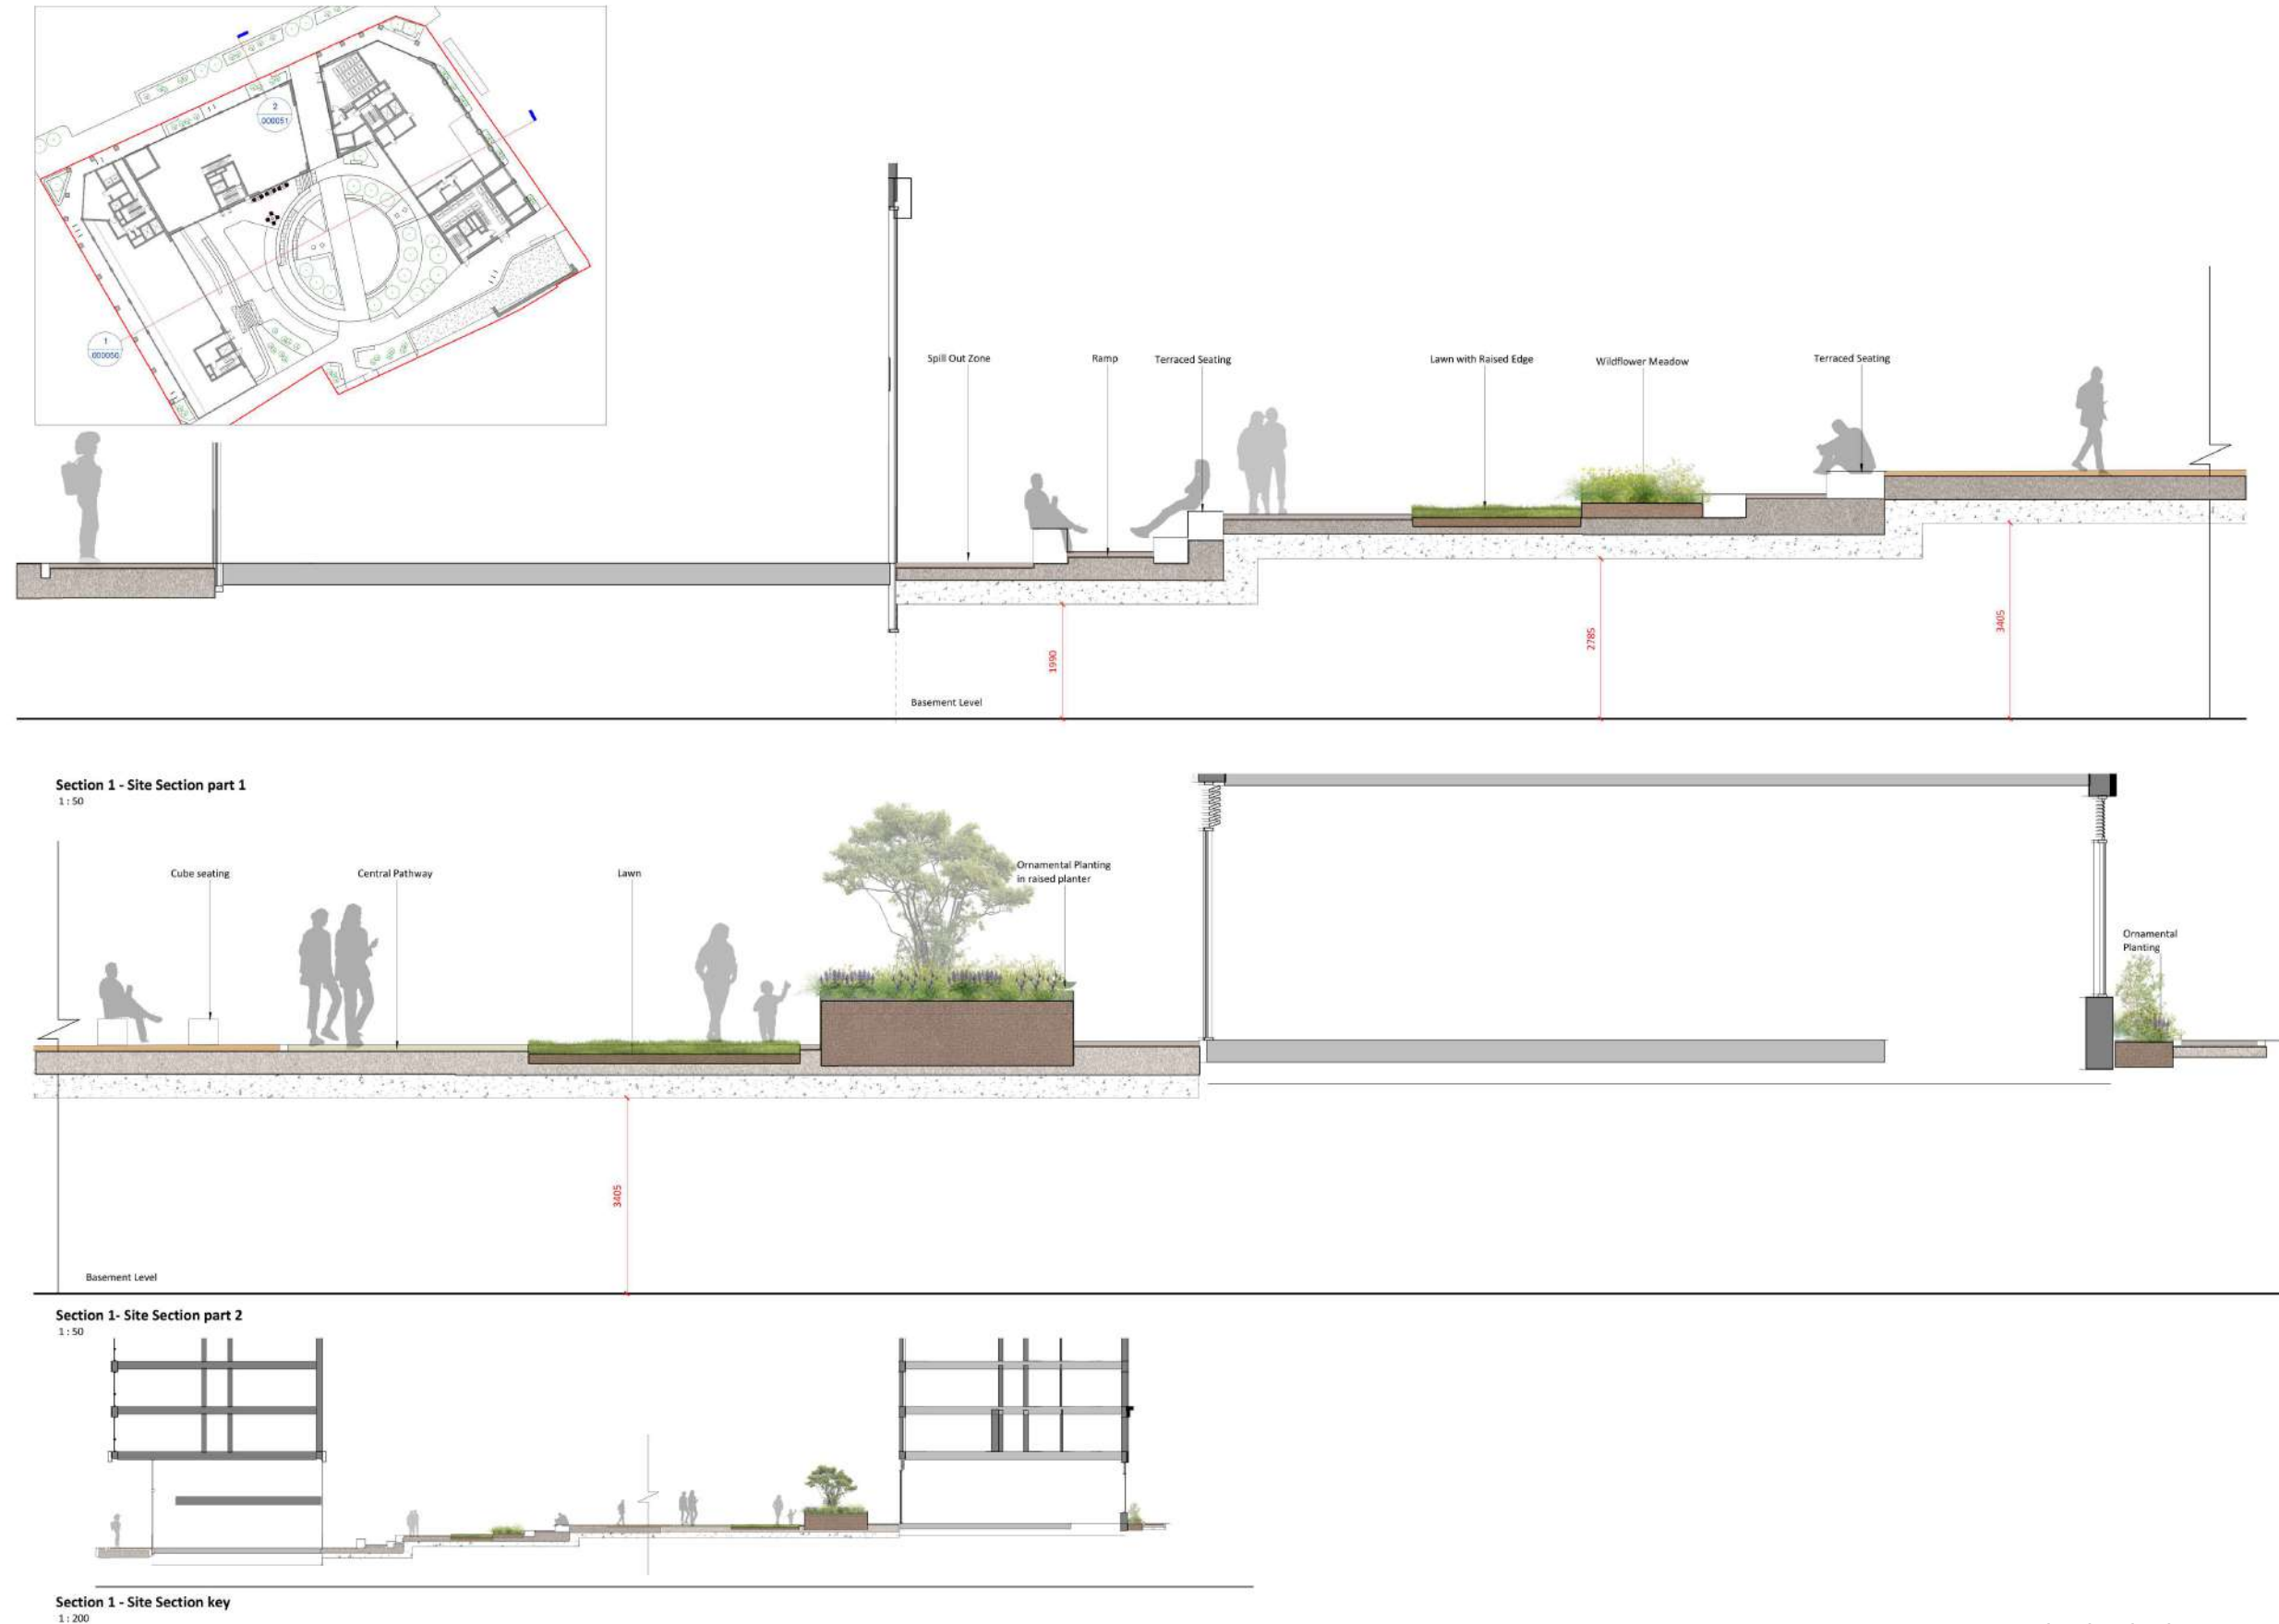 2
000051
1
000050
Spill Out Zone
Ramp
Terraced Seating
Lawn with Raised Edge
Wildflower Meadow
Terraced Seating
1990
2785
3405
Basement Level
Section 1 - Site Section part 1
1 : 50
Cube seating
Central Pathway
Lawn
Ornamental Planting
in raised planter
Ornamental
Planting
3405
Basement Level
Section 1- Site Section part 2
1 : 50
Section 1 - Site Section key
1 : 200